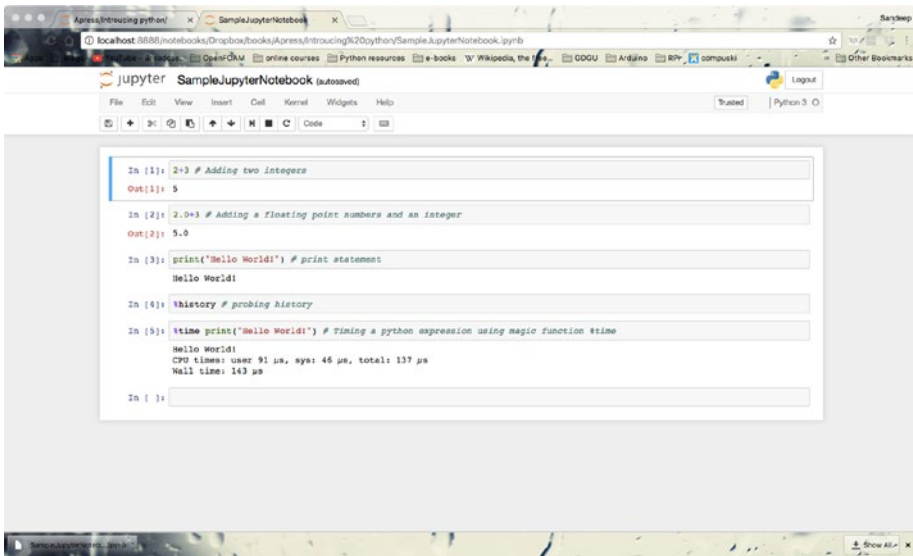 Apress/Introucing python/
SampleJupyterNotebook
Sandeep
localhost:8888/notebooks/Dropbox/books/Apress/Introucing%20python/SampleJupyterNotebook.ipynb
OpenFOAM online courses Python resources e-books W Wikipedia, the GDGU Arduino RPi compuski Other Bookmarks
jupyter SampleJupyterNotebook (autosaved) Logout
File Edit View Insert Cell Kernel Widgets Help Trusted Python 3
Code
In [1]: 2+3 # Adding two integers
Out[1]: 5
In [2]: 2.0+3 # Adding a floating point numbers and an integer
Out[2]: 5.0
In [3]: print("Hello World!") # print statement
Hello World!
In [4]: %history # probing history
In [5]: %time print("Hello World!") # Timing a python expression using magic function %time
Hello World!
CPU times: user 91 µs, sys: 46 µs, total: 137 µs
Wall time: 143 µs
In [ ]:
Show All